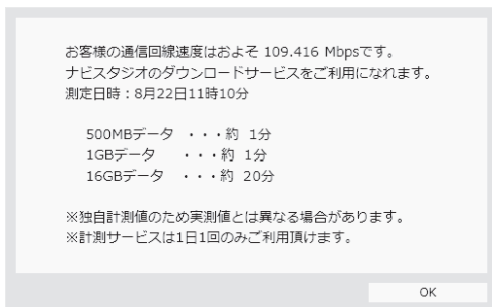 お客様の通信回線速度はおよそ 109.416 Mbpsです。
ナビスタジオのダウンロードサービスをご利用になれます。
測定日時：8月22日11時10分
500MBデータ ・・・約 1分
1GBデータ ・・・約 1分
16GBデータ ・・・約 20分
※独自計測値のため実測値とは異なる場合があります。
※計測サービスは1日1回のみご利用頂けます。
OK